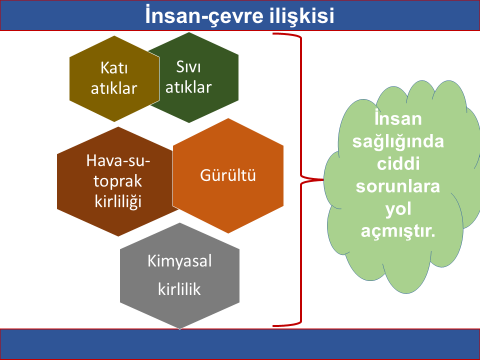 İnsan-çevre ilişkisi
Katı
atıklar
Sıvı
atıklar
Hava-su-
toprak
kirliliği
Gürültü
Kimyasal
kirlilik
İnsan
sağlığında
ciddi
sorunlara
yol
açmıştır.